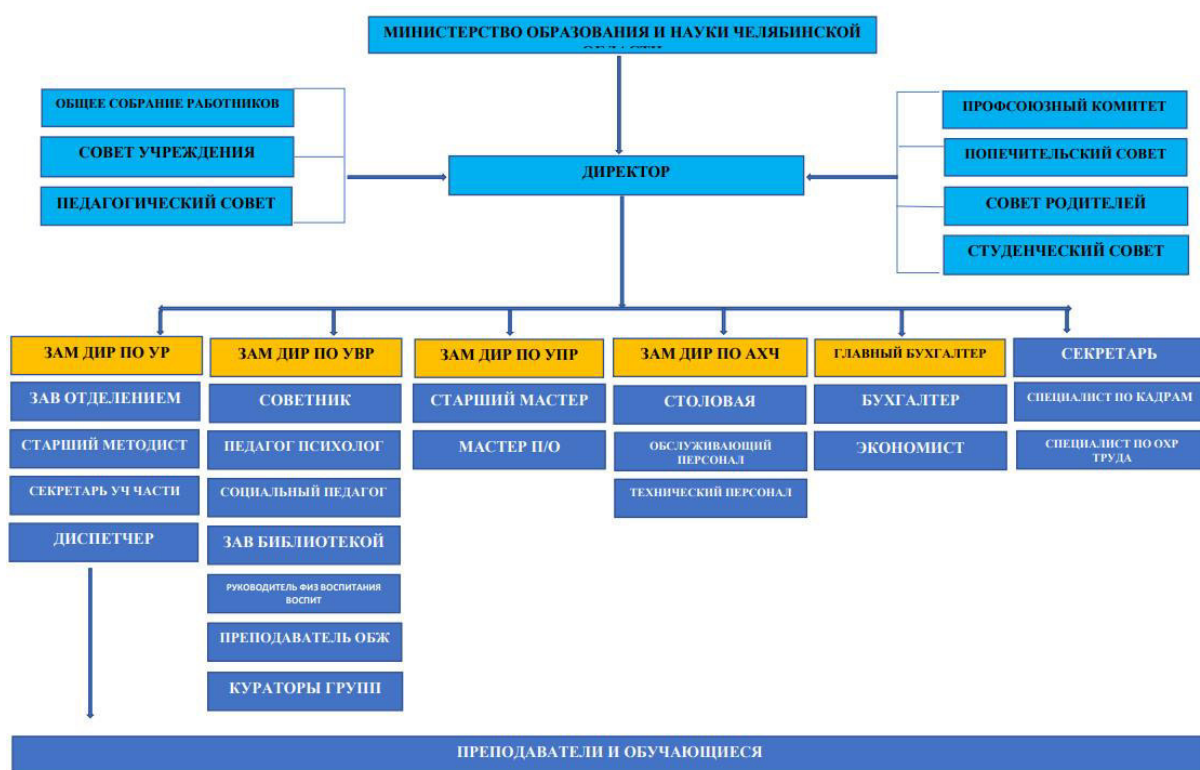 МИНИСТЕРСТВО ОБРАЗОВАНИЯ И НАУКИ ЧЕЛЯБИНСКОЙ
ОБЩЕЕ СОБРАНИЕ РАБОТНИКОВ
СОВЕТ УЧРЕЖДЕНИЯ
ПЕДАГОГИЧЕСКИЙ СОВЕТ
ДИРЕКТОР
ПРОФСОЮЗНЫЙ КОМИТЕТ
ПОПЕЧИТЕЛЬСКИЙ СОВЕТ
СОВЕТ РОДИТЕЛЕЙ
СТУДЕНЧЕСКИЙ СОВЕТ
ЗАМ ДИР ПО УР
ЗАВ ОТДЕЛЕНИЕМ
СТАРШИЙ МЕТОДИСТ
СЕКРЕТАРЬ УЧ ЧАСТИ
ДИСПЕТЧЕР
ЗАМ ДИР ПО УВР
СОВЕТНИК
ПЕДАГОГ ПСИХОЛОГ
СОЦИАЛЬНЫЙ ПЕДАГОГ
ЗАВ БИБЛИОТЕКОЙ
РУКОВОДИТЕЛЬ ФИЗ ВОСПИТАНИЯ
ВОСПИТ
ПРЕПОДАВАТЕЛЬ ОБЖ
КУРАТОРЫ ГРУПП
ЗАМ ДИР ПО УПР
СТАРШИЙ МАСТЕР
МАСТЕР П/О
ЗАМ ДИР ПО АХЧ
СТОЛОВАЯ
ОБСЛУЖИВАЮЩИЙ
ПЕРСОНАЛ
ТЕХНИЧЕСКИЙ ПЕРСОНАЛ
ГЛАВНЫЙ БУХГАЛТЕР
БУХГАЛТЕР
ЭКОНОМИСТ
СЕКРЕТАРЬ
СПЕЦИАЛИСТ ПО КАДРАМ
СПЕЦИАЛИСТ ПО ОХР
ТРУДА
ПРЕПОДАВАТЕЛИ И ОБУЧАЮЩИЕСЯ